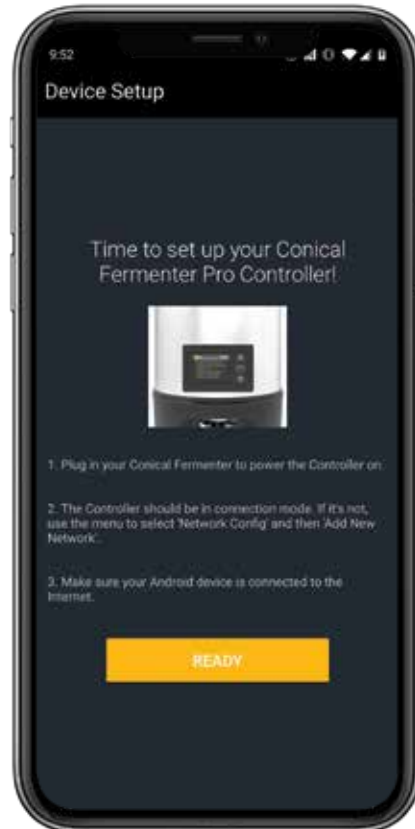 9:52
Device Setup
Time to set up your Conical
Fermenter Pro Controller!
1. Plug in your Conical Fermenter to power the Controller on.
2. The Controller should be in connection mode. If it's not,
use the menu to select 'Network Config' and then 'Add New
Network'.
3. Make sure your Android device is connected to the
Internet.
READY